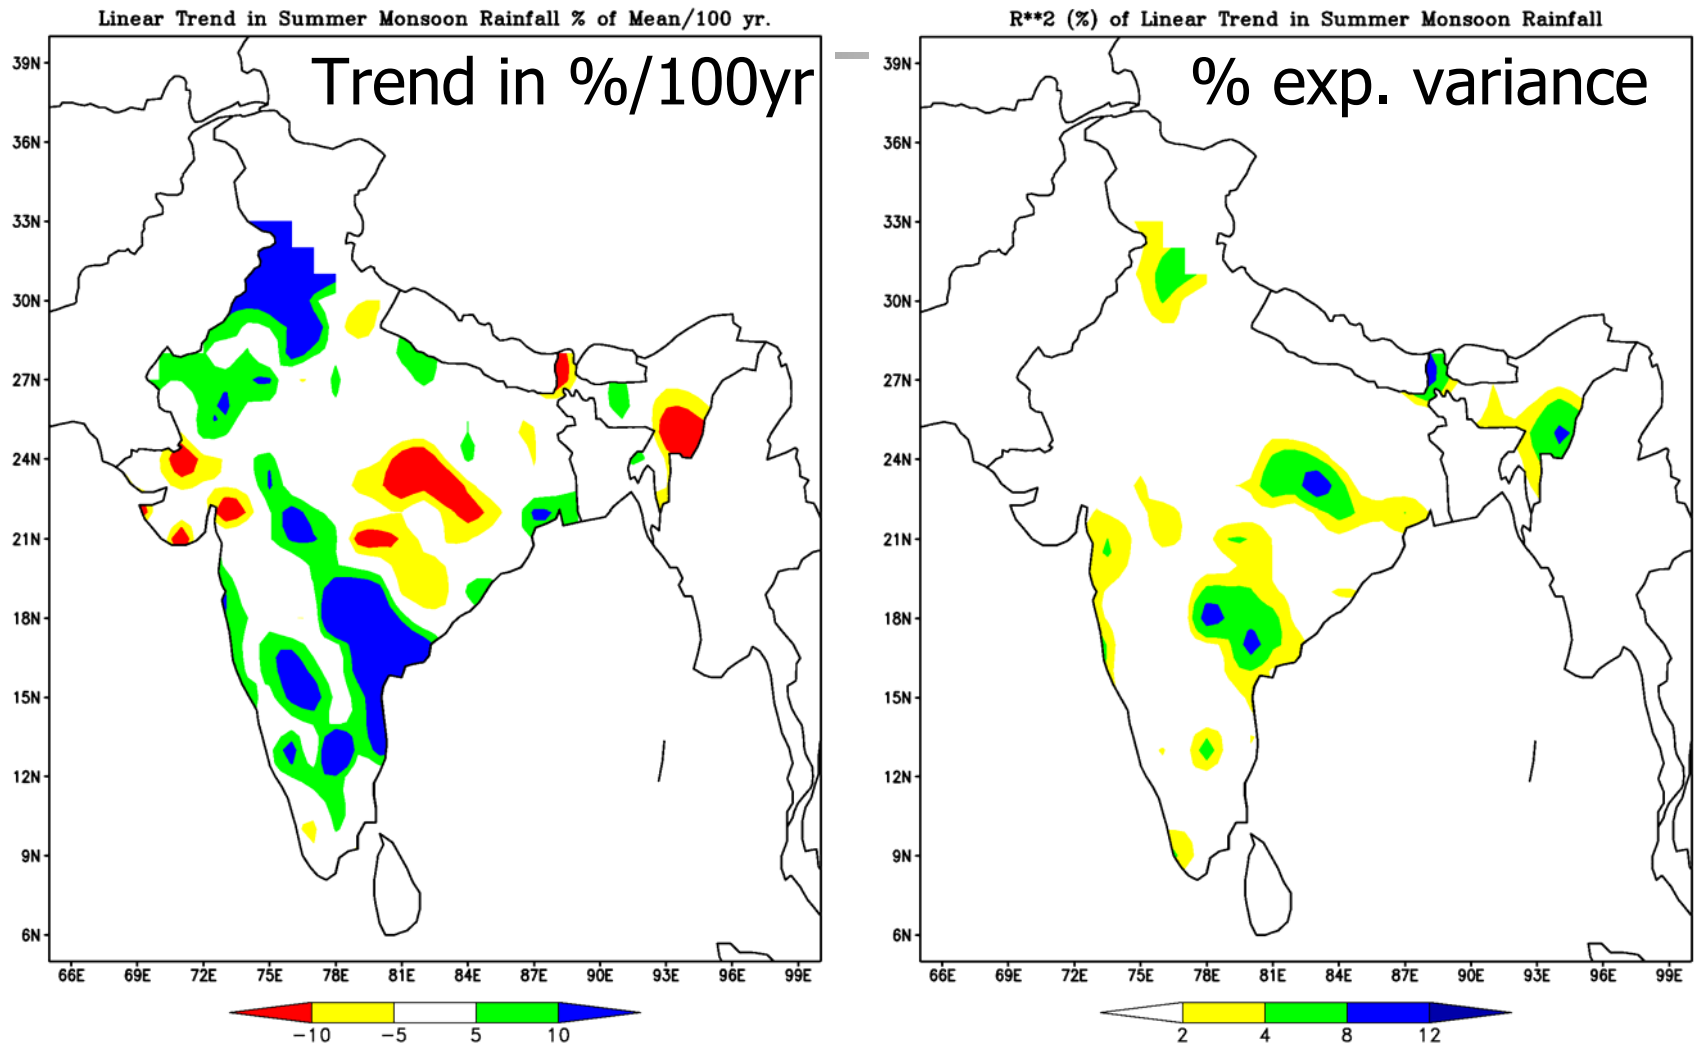 Linear Trend in Summer Monsoon Rainfall % of Mean/100 yr.
Trend in %/100yr
39N
36N
33N
30N
27N
24N
21N
18N
15N
12N
9N
6N
66E 69E 72E 75E 78E 81E 84E 87E 90E 93E 96E 99E
−10 −5 5 10
R**2 (%) of Linear Trend in Summer Monsoon Rainfall
% exp. variance
39N
36N
33N
30N
27N
24N
21N
18N
15N
12N
9N
6N
66E 69E 72E 75E 78E 81E 84E 87E 90E 93E 96E 99E
2 4 8 12